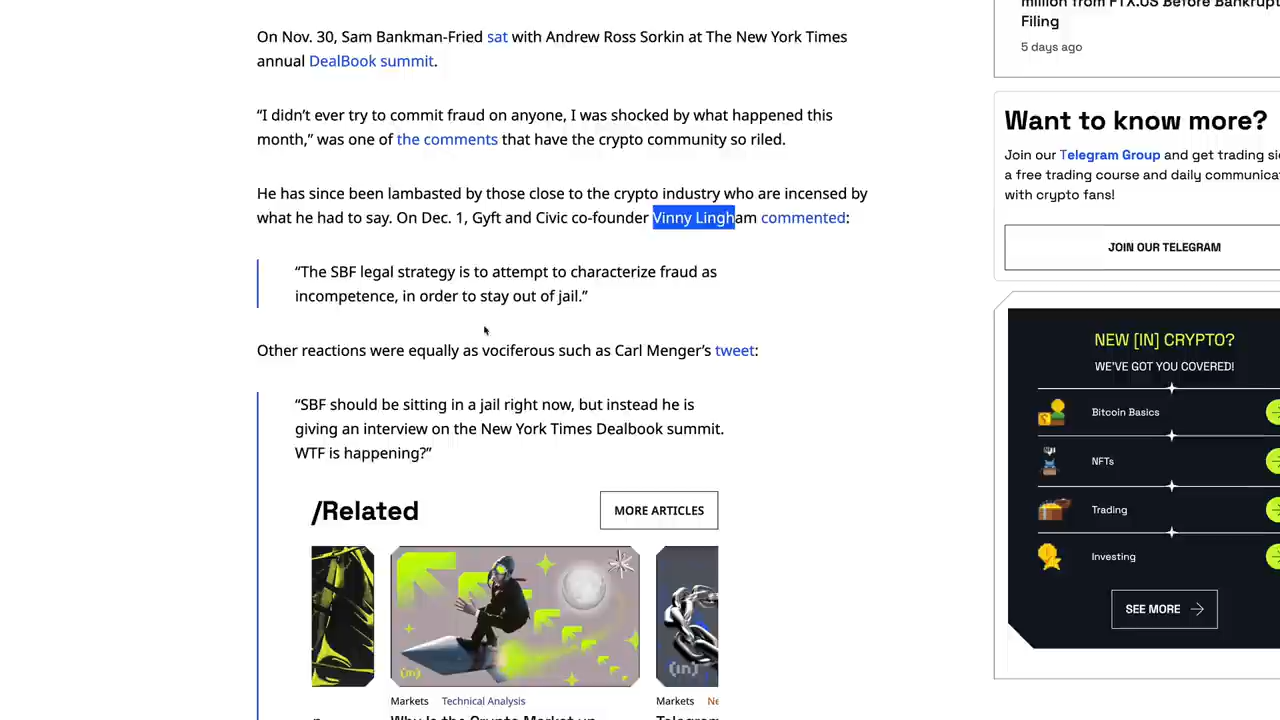 On Nov. 30, Sam Bankman-Fried sat with Andrew Ross Sorkin at The New York Times
annual DealBook summit.
“I didn’t ever try to commit fraud on anyone, I was shocked by what happened this
month,” was one of the comments that have the crypto community so riled.
He has since been lambasted by those close to the crypto industry who are incensed by
what he had to say. On Dec. 1, Gyft and Civic co-founder Vinny Lingham commented:
“The SBF legal strategy is to attempt to characterize fraud as
incompetence, in order to stay out of jail.”
Other reactions were equally as vociferous such as Carl Menger’s tweet:
“SBF should be sitting in a jail right now, but instead he is
giving an interview on the New York Times Dealbook summit.
WTF is happening?”
/Related
MORE ARTICLES
(in)
(in)
Markets Technical Analysis
Markets Ne
Why Is the Crypto Market up
Telegram
million from FTX.US Before Bankrupt
Filing
5 days ago
Want to know more?
Join our Telegram Group and get trading si
a free trading course and daily communica
with crypto fans!
JOIN OUR TELEGRAM
NEW [IN] CRYPTO?
WE’VE GOT YOU COVERED!
Bitcoin Basics
NFTs
Trading
Investing
SEE MORE